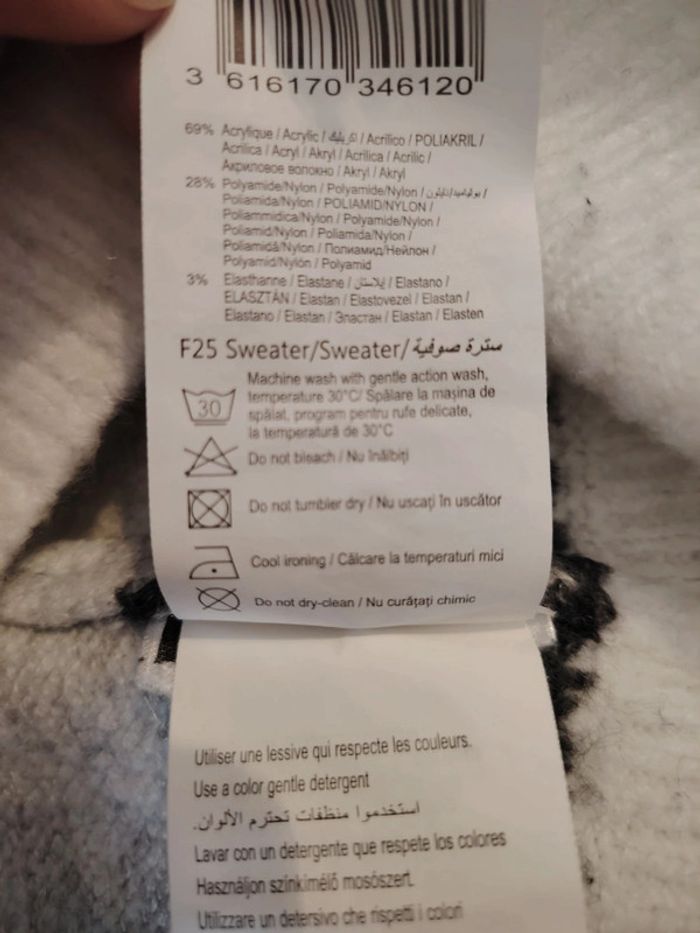 3 616170 346120
69% Acrylique / Acrylic / أكريليك / Acrilico / POLIAKRIL /
Acrilica / Acryl / Akryl / Acrilica / Acrilic /
Акриловое волокно / Akryl / Akryl
28% Polyamide/Nylon / Polyamide/Nylon / بولياميد/نايلون /
Poliamida/Nylon / POLIAMID/NYLON /
Poliammidica/Nylon / Polyamide/Nylon /
Poliamid/Nylon / Poliamida/Nylon /
Poliamidă/Nylon / Полиамид/Нейлон /
Polyamid/Nylón / Polyamid
3% Elasthanne / Elastane / إيلاستان / Elastano /
ELASZTÁN / Elastan / Elastovezel / Elastan /
Elastano / Elastan / Эластан / Elastan / Elasten
F25 Sweater/Sweater/سترة صوفية
Machine wash with gentle action wash,
temperature 30°C/ Spălare la mașina de
30
spălat, program pentru rufe delicate,
la temperatură de 30°C
Do not bleach / Nu înălbiți
Do not tumbler dry / Nu uscați în uscător
Cool ironing / Călcare la temperaturi mici
Do not dry-clean / Nu curățați chimic
Utiliser une lessive qui respecte les couleurs.
Use a color gentle detergent
استخدموا منظفات تحترم الألوان.
Lavar con un detergente que respete los colores
Használjon színkímélő mosószert
Utilizzare un detersivo che rispetti i colori